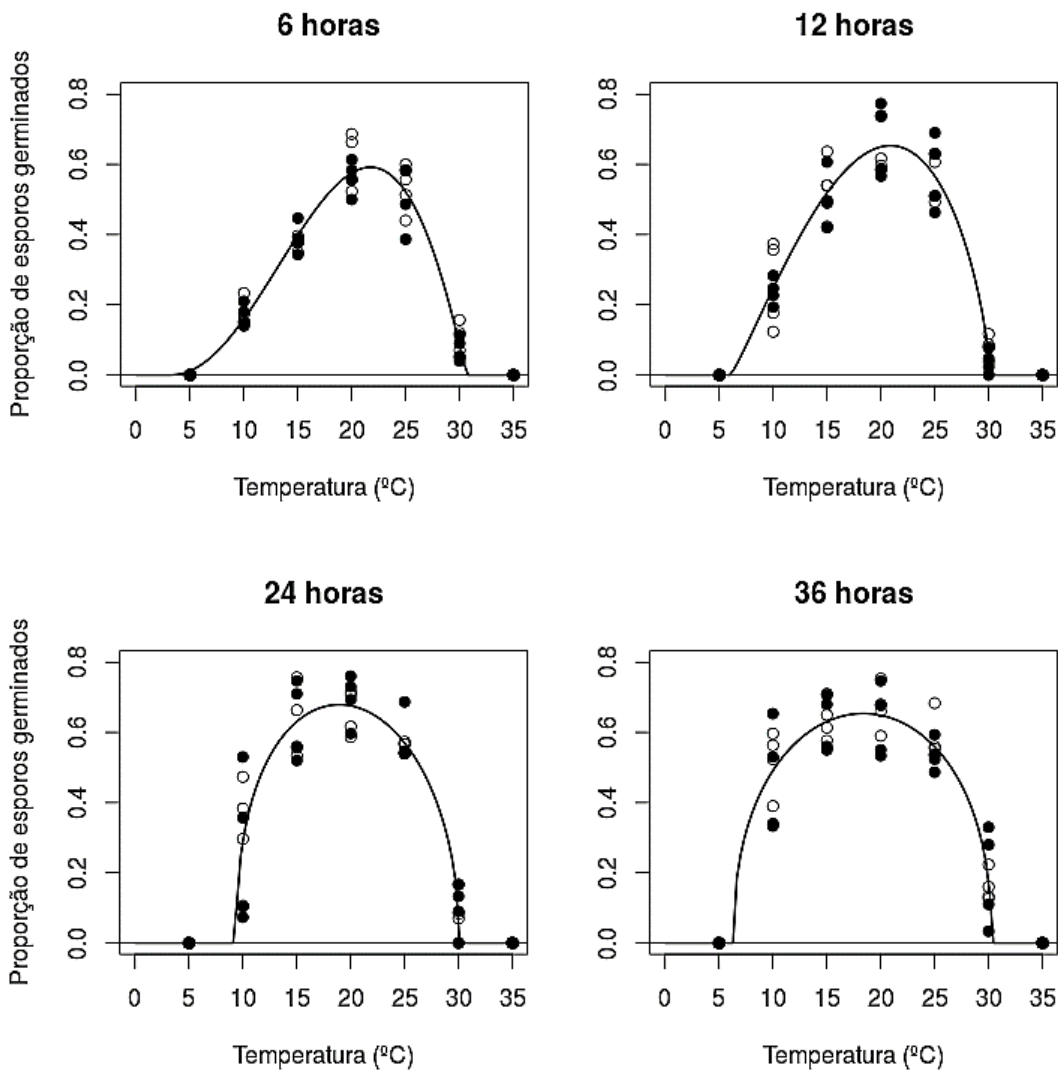 6 horas
Proporção de esporos germinados
0.0 0.2 0.4 0.6 0.8
0 5 10 15 20 25 30 35
Temperatura (ºC)
12 horas
0.0 0.2 0.4 0.6 0.8
0 5 10 15 20 25 30 35
Temperatura (ºC)
24 horas
Proporção de esporos germinados
0.0 0.2 0.4 0.6 0.8
0 5 10 15 20 25 30 35
Temperatura (ºC)
36 horas
0.0 0.2 0.4 0.6 0.8
0 5 10 15 20 25 30 35
Temperatura (ºC)